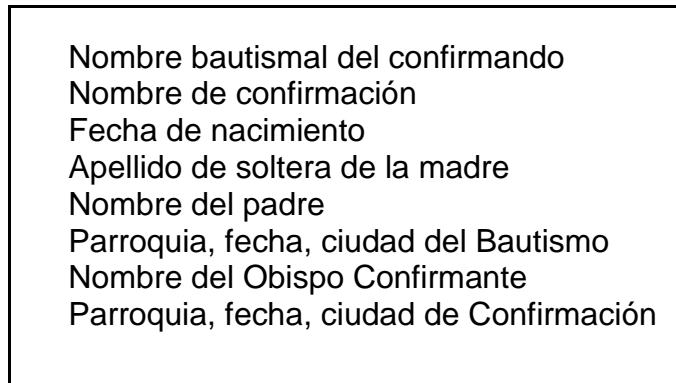 Nombre bautismal del confirmando
Nombre de confirmación
Fecha de nacimiento
Apellido de soltera de la madre
Nombre del padre
Parroquia, fecha, ciudad del Bautismo
Nombre del Obispo Confirmante
Parroquia, fecha, ciudad de Confirmación